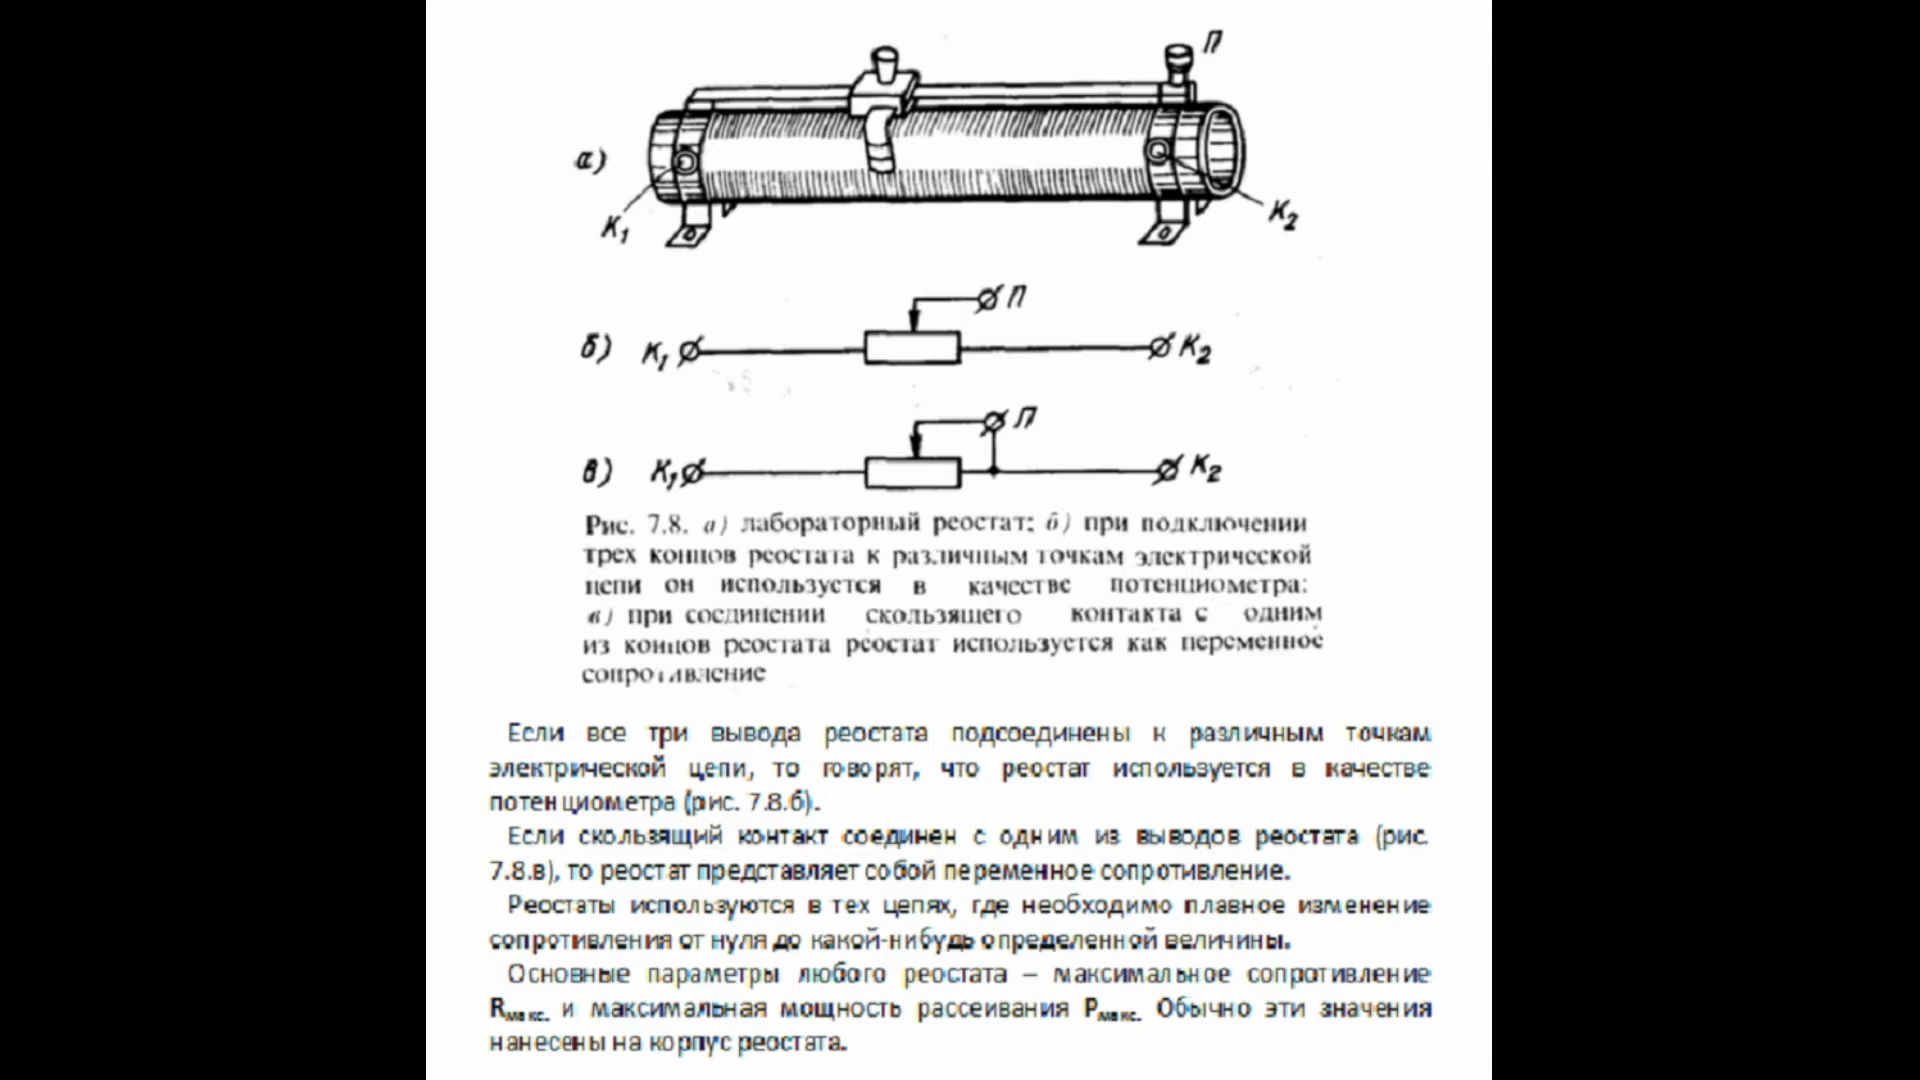 П
а)
К1
К2
б) К1 П К2
в) К1 П К2
Рис. 7.8. а) лабораторный реостат; б) при подключении
трех концов реостата к различным точкам электрической
цепи он используется в качестве потенциометра;
в) при соединении скользящего контакта с одним
из концов реостата реостат используется как переменное
сопротивление
Если все три вывода реостата подсоединены к различным точкам
электрической цепи, то говорят, что реостат используется в качестве
потенциометра (рис. 7.8.б).
Если скользящий контакт соединен с одним из выводов реостата (рис.
7.8.в), то реостат представляет собой переменное сопротивление.
Реостаты используются в тех цепях, где необходимо плавное изменение
сопротивления от нуля до какой-нибудь определенной величины.
Основные параметры любого реостата – максимальное сопротивление
Rмакс. и максимальная мощность рассеивания Pмакс. Обычно эти значения
нанесены на корпус реостата.